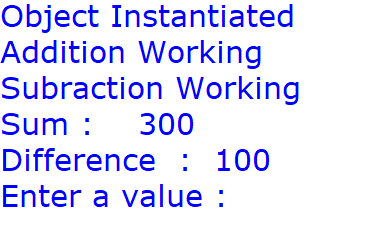 Object Instantiated
Addition Working
Subraction Working
Sum :    300
Difference  :  100
Enter a value :